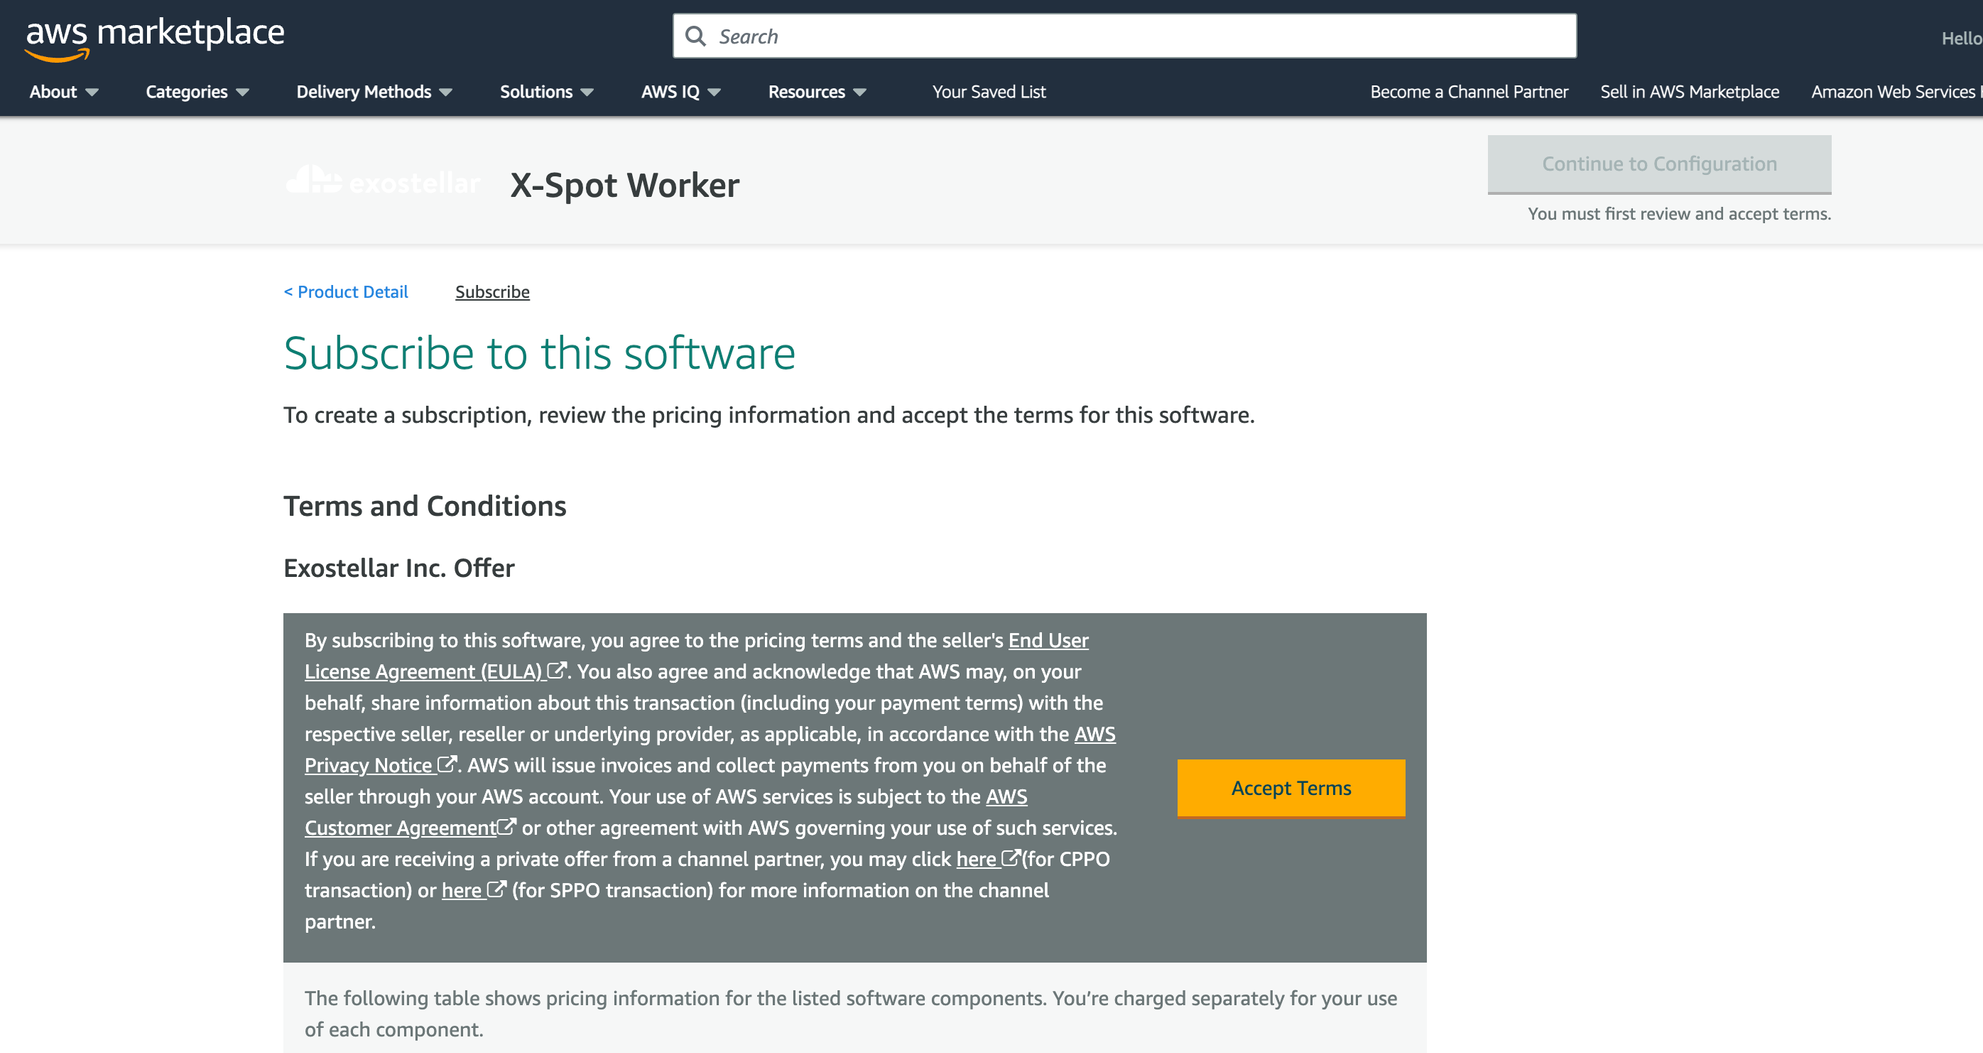 aws marketplace
Search
Hello
About
Categories
Delivery Methods
Solutions
AWS IQ
Resources
Your Saved List
Become a Channel Partner
Sell in AWS Marketplace
Amazon Web Services
exostellar
X-Spot Worker
Continue to Configuration
You must first review and accept terms.
< Product Detail
Subscribe
Subscribe to this software
To create a subscription, review the pricing information and accept the terms for this software.
Terms and Conditions
Exostellar Inc. Offer
By subscribing to this software, you agree to the pricing terms and the seller's End User
License Agreement (EULA). You also agree and acknowledge that AWS may, on your
behalf, share information about this transaction (including your payment terms) with the
respective seller, reseller or underlying provider, as applicable, in accordance with the AWS
Privacy Notice. AWS will issue invoices and collect payments from you on behalf of the
seller through your AWS account. Your use of AWS services is subject to the AWS
Customer Agreement or other agreement with AWS governing your use of such services.
If you are receiving a private offer from a channel partner, you may click here (for CPPO
transaction) or here (for SPPO transaction) for more information on the channel
partner.
Accept Terms
The following table shows pricing information for the listed software components. You’re charged separately for your use
of each component.